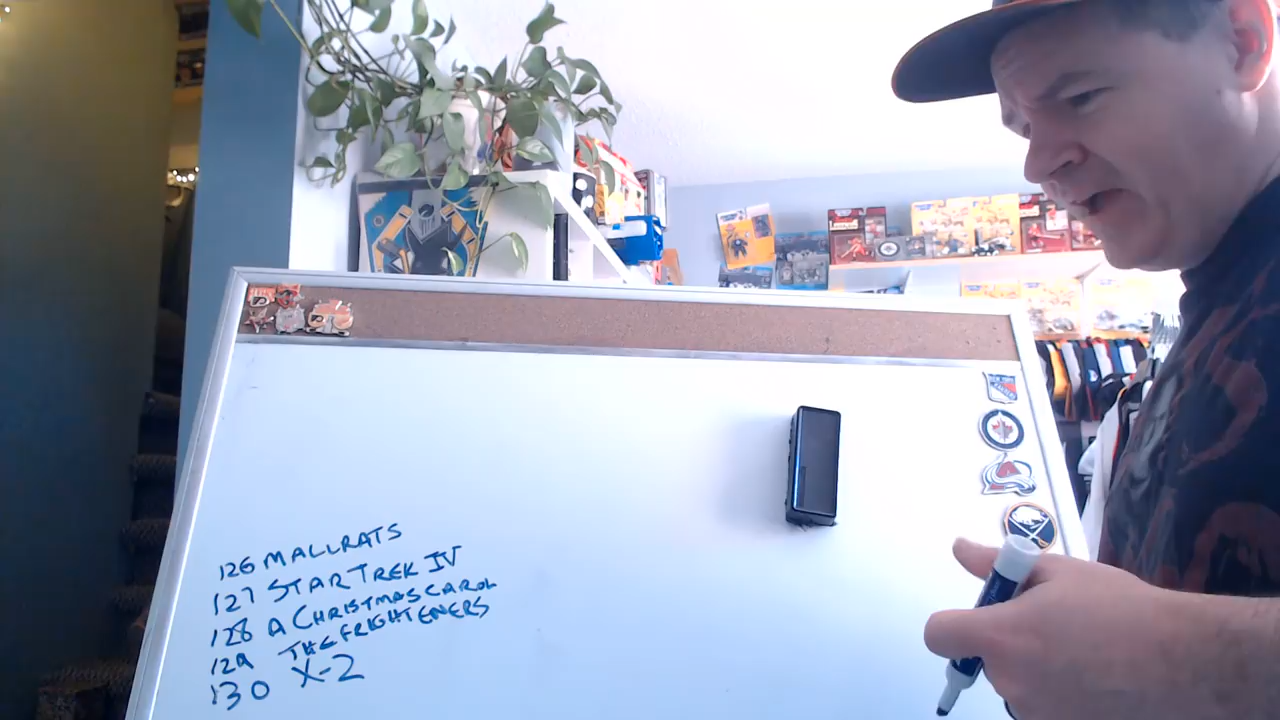 126 MALLRATS
127 STAR TREK IV
128 A CHRISTMAS CAROL
129 THE FRIGHTENERS
130 X-2